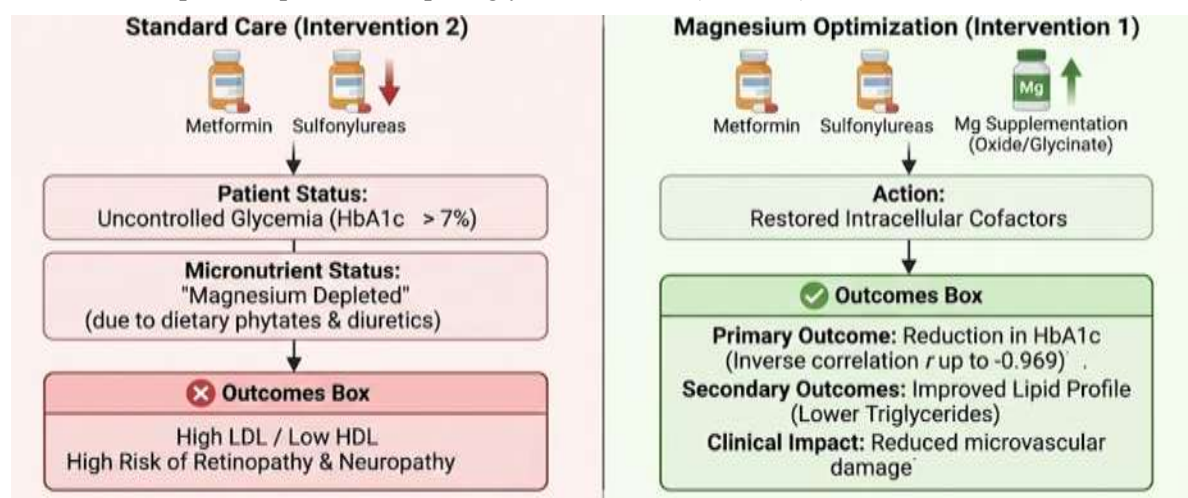 Standard Care (Intervention 2)
Metformin
Sulfonylureas
Patient Status:
Uncontrolled Glycemia (HbA1c > 7%)
Micronutrient Status:
"Magnesium Depleted"
(due to dietary phytates & diuretics)
Outcomes Box
High LDL / Low HDL
High Risk of Retinopathy & Neuropathy
Magnesium Optimization (Intervention 1)
Mg
Metformin
Sulfonylureas
Mg Supplementation
(Oxide/Glycinate)
Action:
Restored Intracellular Cofactors
Outcomes Box
Primary Outcome: Reduction in HbA1c
(Inverse correlation r up to -0.969) .
Secondary Outcomes: Improved Lipid Profile
(Lower Triglycerides)
Clinical Impact: Reduced microvascular
damage